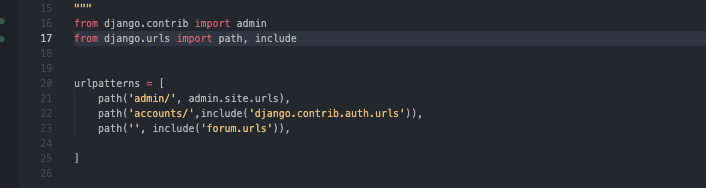 15 """
16 from django.contrib import admin
17 from django.urls import path, include
18
19
20 urlpatterns = [
21     path('admin/', admin.site.urls),
22     path('accounts/',include('django.contrib.auth.urls')),
23     path('', include('forum.urls')),
24
25 ]
26